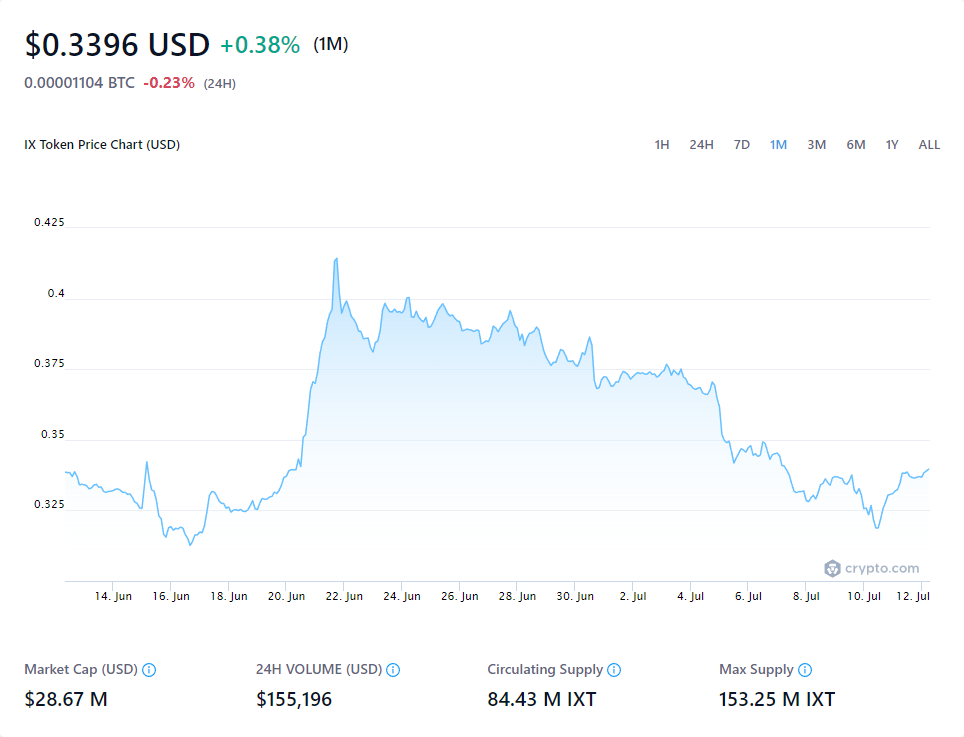 $0.3396 USD +0.38% (1M)
0.00001104 BTC -0.23% (24H)
IX Token Price Chart (USD)
1H 24H 7D 1M 3M 6M 1Y ALL
0.425
0.4
0.375
0.35
0.325
crypto.com
14. Jun 16. Jun 18. Jun 20. Jun 22. Jun 24. Jun 26. Jun 28. Jun 30. Jun 2. Jul 4. Jul 6. Jul 8. Jul 10. Jul 12. Jul
Market Cap (USD) 24H VOLUME (USD) Circulating Supply Max Supply
$28.67 M $155,196 84.43 M IXT 153.25 M IXT